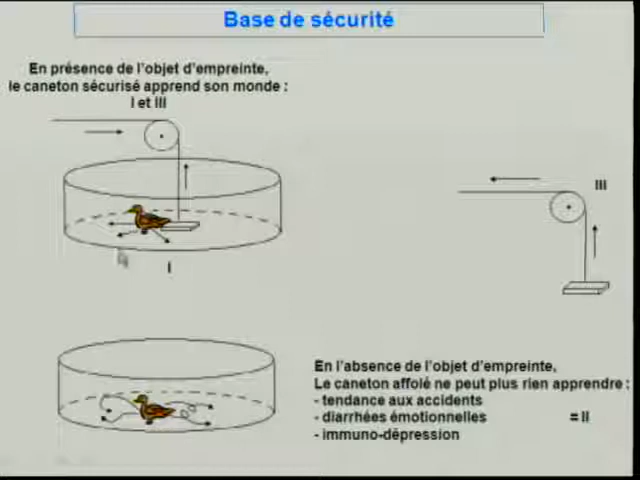 Base de sécurité
En présence de l'objet d'empreinte,
le caneton sécurisé apprend son monde :
I et III
III
I
En l'absence de l'objet d'empreinte,
Le caneton affolé ne peut plus rien apprendre :
- tendance aux accidents
- diarrhées émotionnelles = II
- immuno-dépression